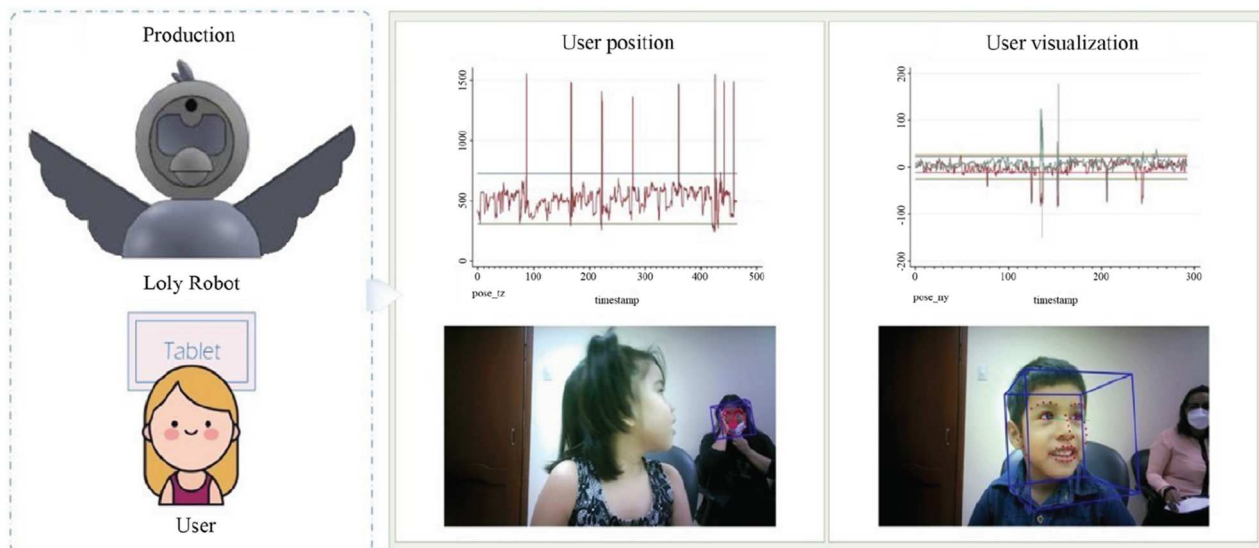 Production
Loly Robot
Tablet
User
User position
1500
1000
500
0
0 100 200 300 400 500
pose_tz timestamp
User visualization
200
100
0
-100
-200
0 100 200 300
pose_ny timestamp